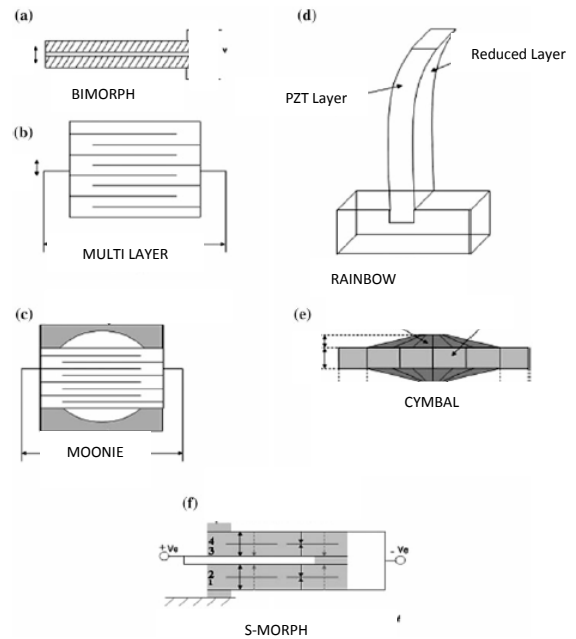 (a)
BIMORPH
(b)
MULTI LAYER
(c)
MOONIE
(d)
Reduced Layer
PZT Layer
RAINBOW
(e)
CYMBAL
(f)
+ Ve
4
3
2
1
- Ve
S-MORPH